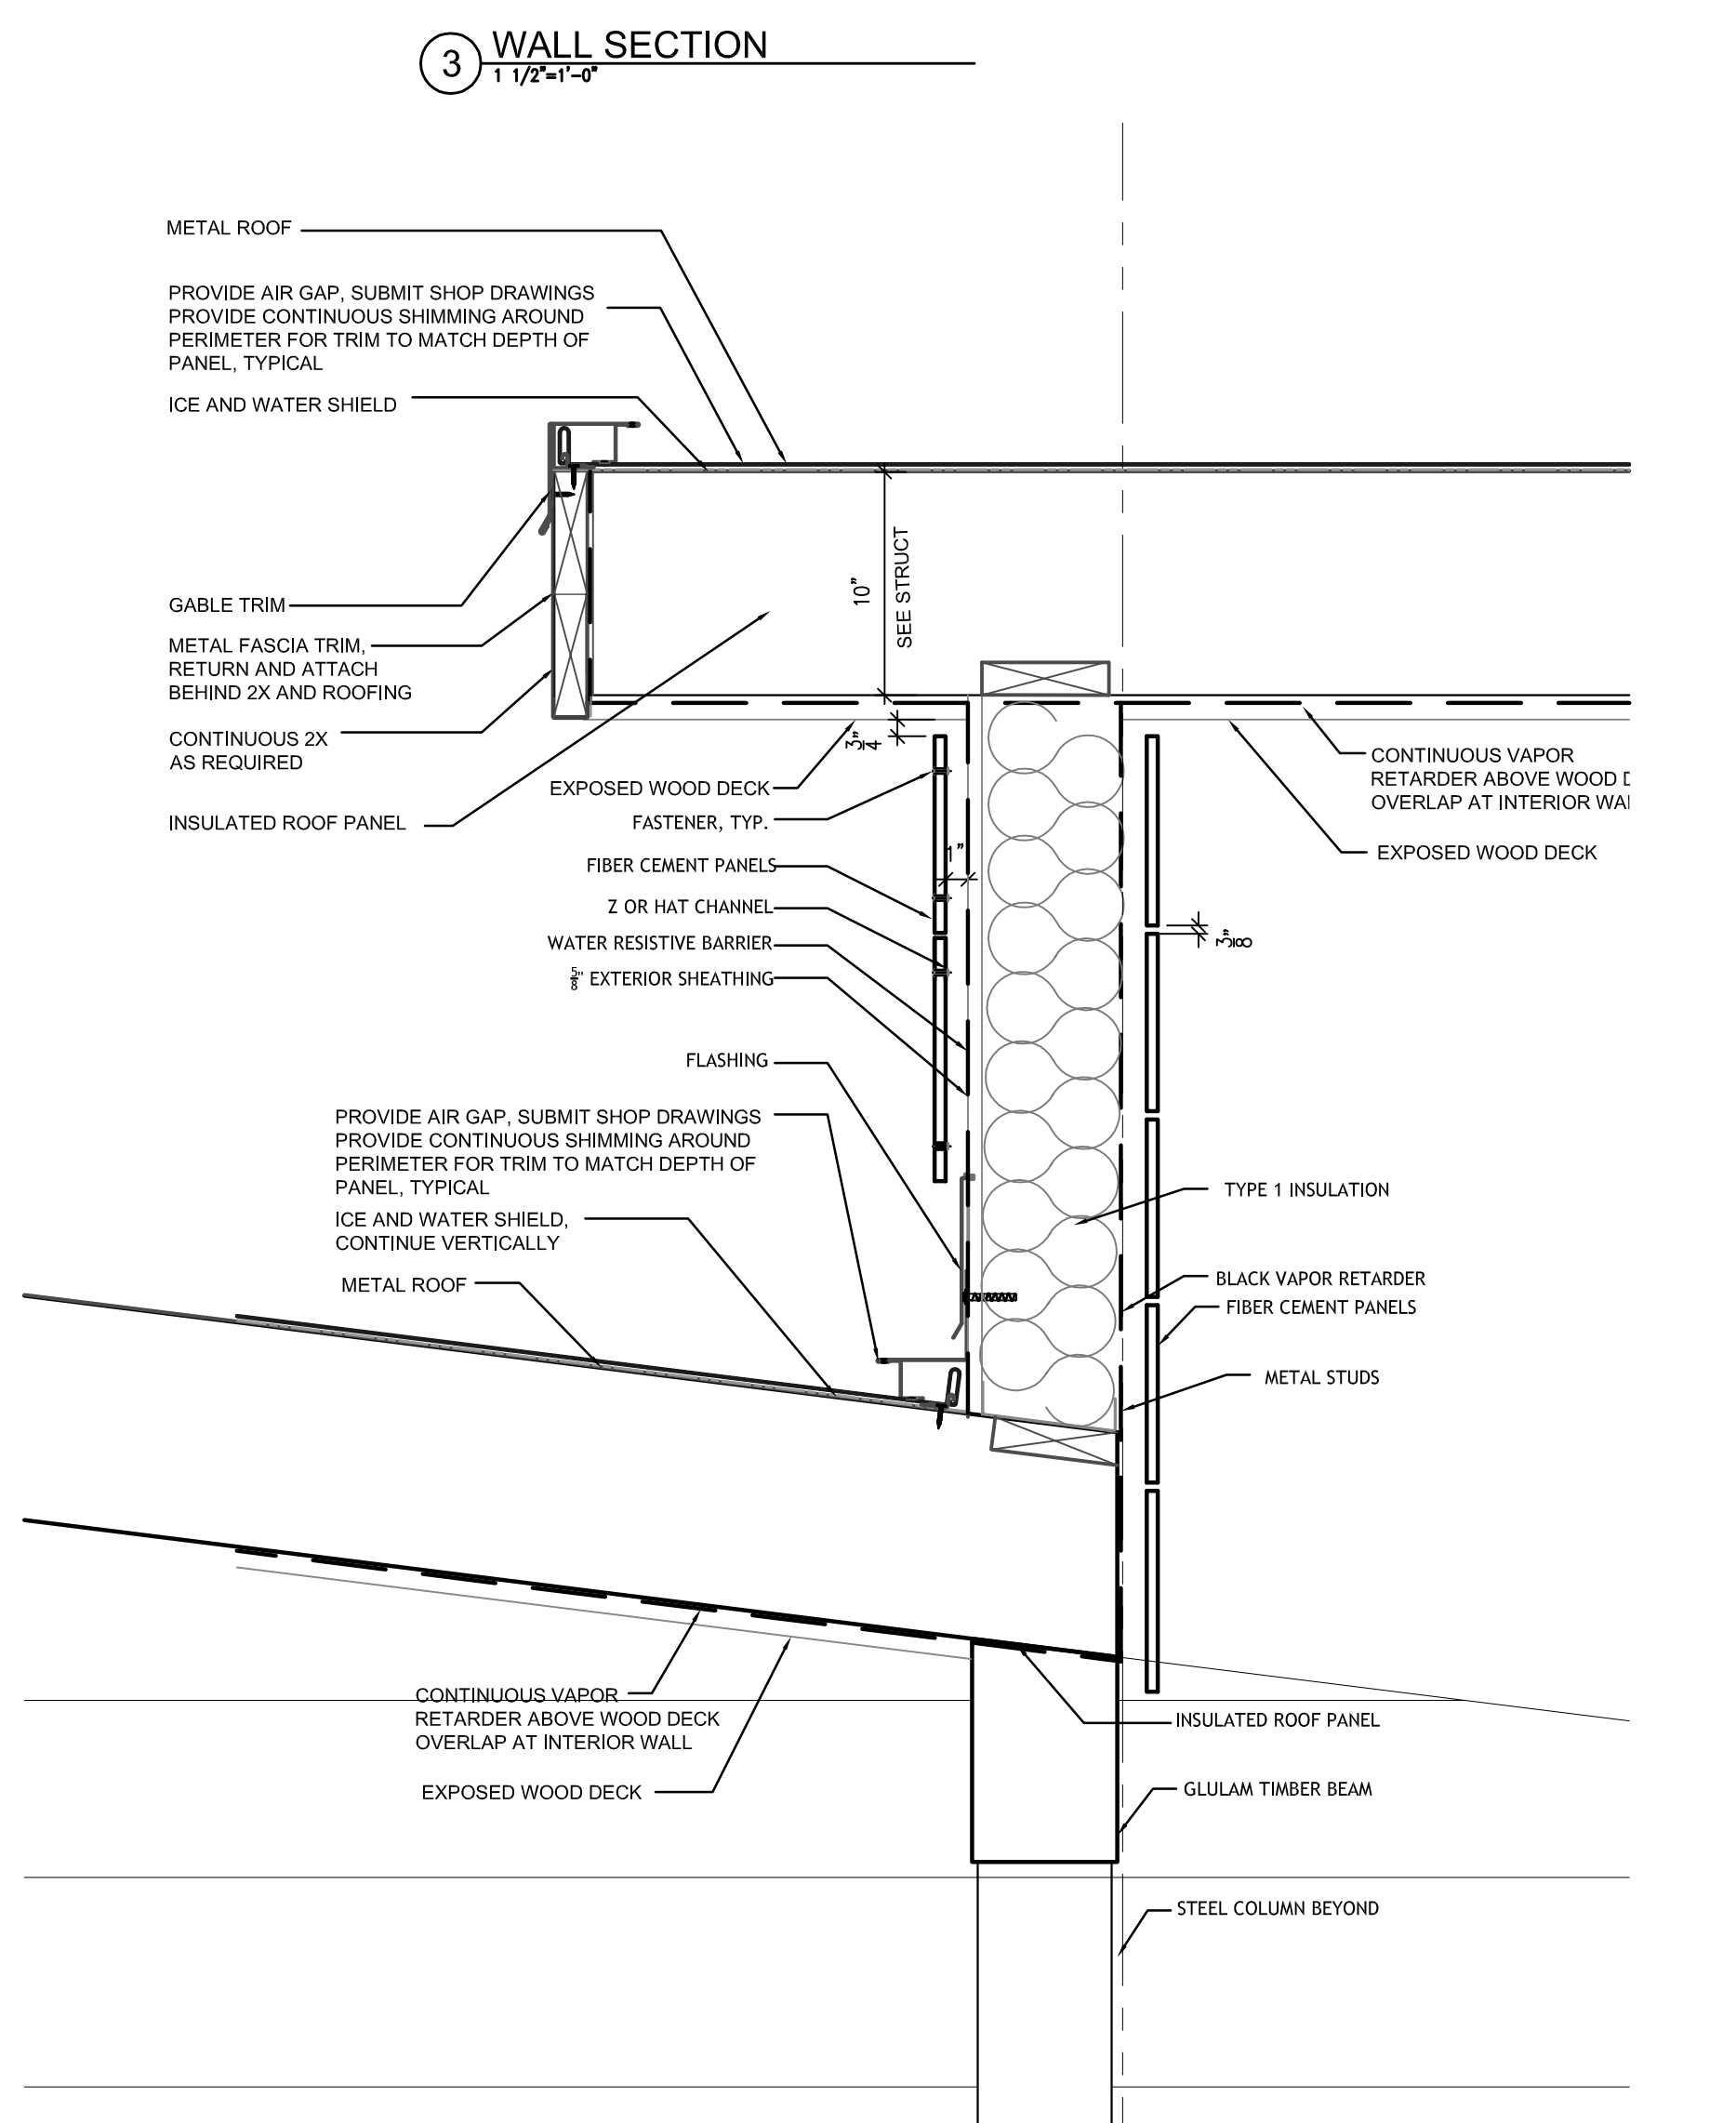 3 WALL SECTION
1 1/2"=1'-0"
METAL ROOF
PROVIDE AIR GAP, SUBMIT SHOP DRAWINGS
PROVIDE CONTINUOUS SHIMMING AROUND
PERIMETER FOR TRIM TO MATCH DEPTH OF
PANEL, TYPICAL
ICE AND WATER SHIELD
GABLE TRIM
METAL FASCIA TRIM,
RETURN AND ATTACH
BEHIND 2X AND ROOFING
CONTINUOUS 2X
AS REQUIRED
INSULATED ROOF PANEL
10"
SEE STRUCT
3/4"
EXPOSED WOOD DECK
FASTENER, TYP.
1"
FIBER CEMENT PANELS
Z OR HAT CHANNEL
WATER RESISTIVE BARRIER
5/8" EXTERIOR SHEATHING
FLASHING
CONTINUOUS VAPOR
RETARDER ABOVE WOOD
OVERLAP AT INTERIOR
EXPOSED WOOD DECK
3/8"
PROVIDE AIR GAP, SUBMIT SHOP DRAWINGS
PROVIDE CONTINUOUS SHIMMING AROUND
PERIMETER FOR TRIM TO MATCH DEPTH OF
PANEL, TYPICAL
ICE AND WATER SHIELD,
CONTINUE VERTICALLY
METAL ROOF
TYPE 1 INSULATION
BLACK VAPOR RETARDER
FIBER CEMENT PANELS
METAL STUDS
CONTINUOUS VAPOR
RETARDER ABOVE WOOD DECK
OVERLAP AT INTERIOR WALL
EXPOSED WOOD DECK
INSULATED ROOF PANEL
GLULAM TIMBER BEAM
STEEL COLUMN BEYOND